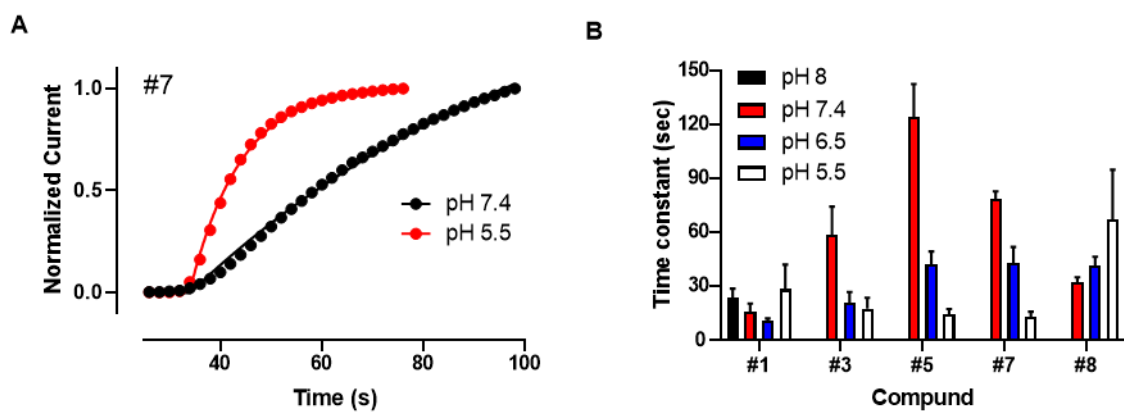 A
#7
1.0
0.5
0.0
Normalized Current
pH 7.4
pH 5.5
40
60
80
100
Time (s)
B
150
120
90
60
30
0
Time constant (sec)
pH 8
pH 7.4
pH 6.5
pH 5.5
#1
#3
#5
#7
#8
Compund